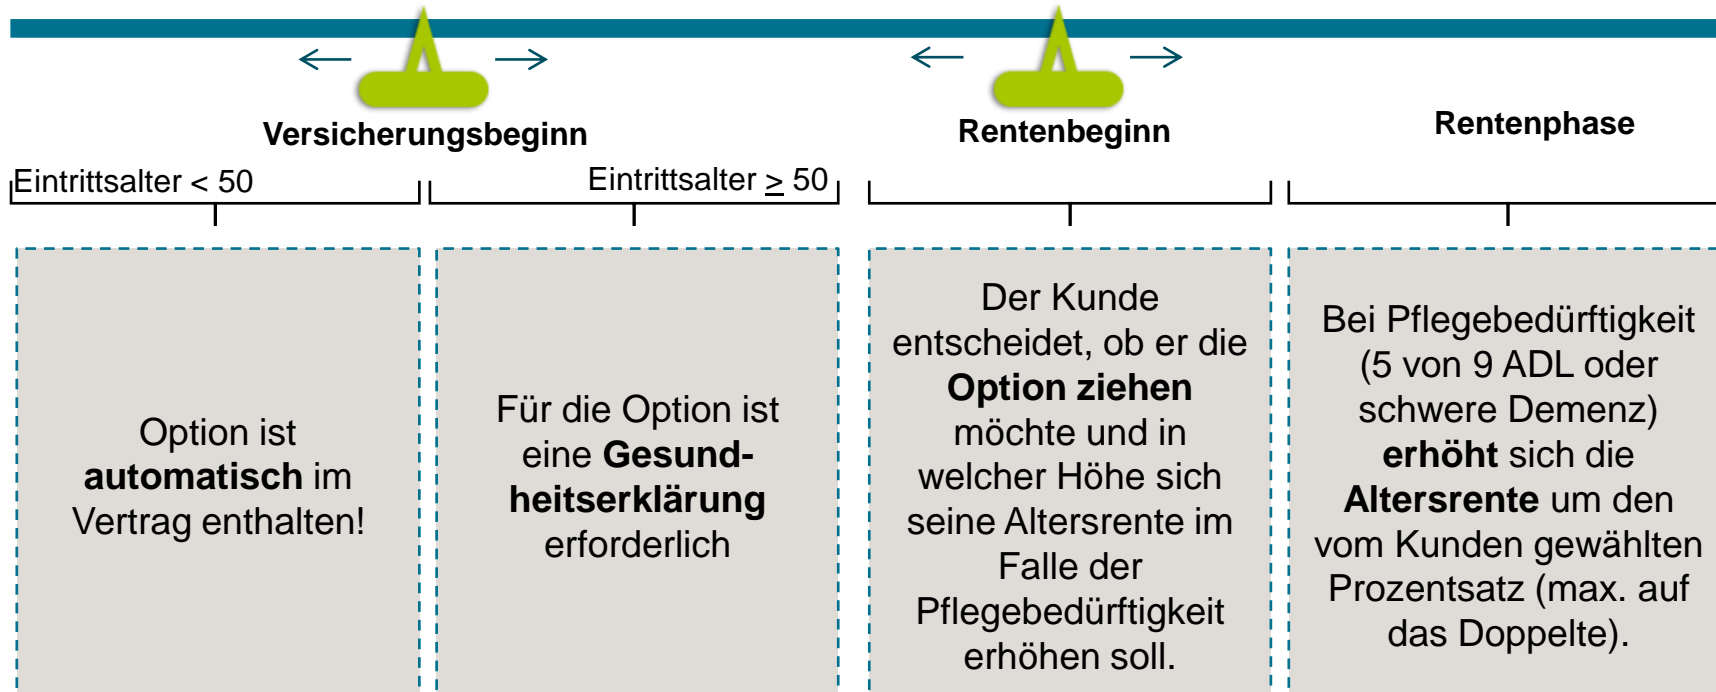 Versicherungsbeginn
Rentenbeginn
Rentenphase
Eintrittsalter < 50
Eintrittsalter ≥ 50
Option ist
automatisch im
Vertrag enthalten!
Für die Option ist
eine Gesund-
heitserklärung
erforderlich
Der Kunde
entscheidet, ob er die
Option ziehen
möchte und in
welcher Höhe sich
seine Altersrente im
Falle der
Pflegebedürftigkeit
erhöhen soll.
Bei Pflegebedürftigkeit
(5 von 9 ADL oder
schwere Demenz)
erhöht sich die
Altersrente um den
vom Kunden gewählten
Prozentsatz (max. auf
das Doppelte).